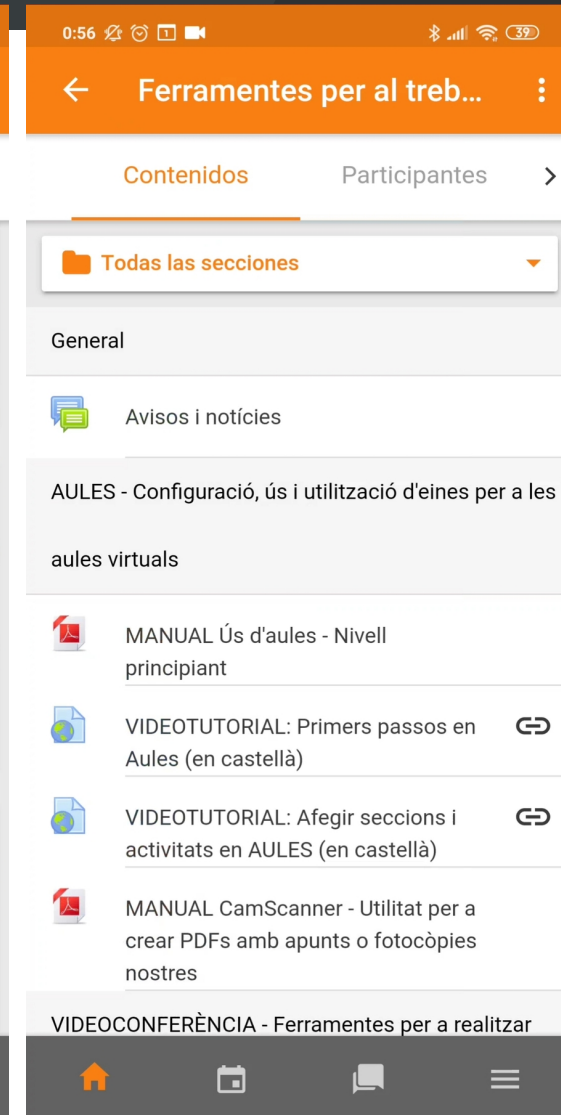 0:56
39
Ferramentes per al treb...
Contenidos Participantes
Todas las secciones
General
Avisos i notícies
AULES - Configuració, ús i utilització d'eines per a les
aules virtuals
MANUAL Ús d'aules - Nivell
principiant
VIDEOTUTORIAL: Primers passos en
Aules (en castellà)
VIDEOTUTORIAL: Afegir seccions i
activitats en AULES (en castellà)
MANUAL CamScanner - Utilitat per a
crear PDFs amb apunts o fotocòpies
nostres
VIDEOCONFERÈNCIA - Ferramentes per a realitzar